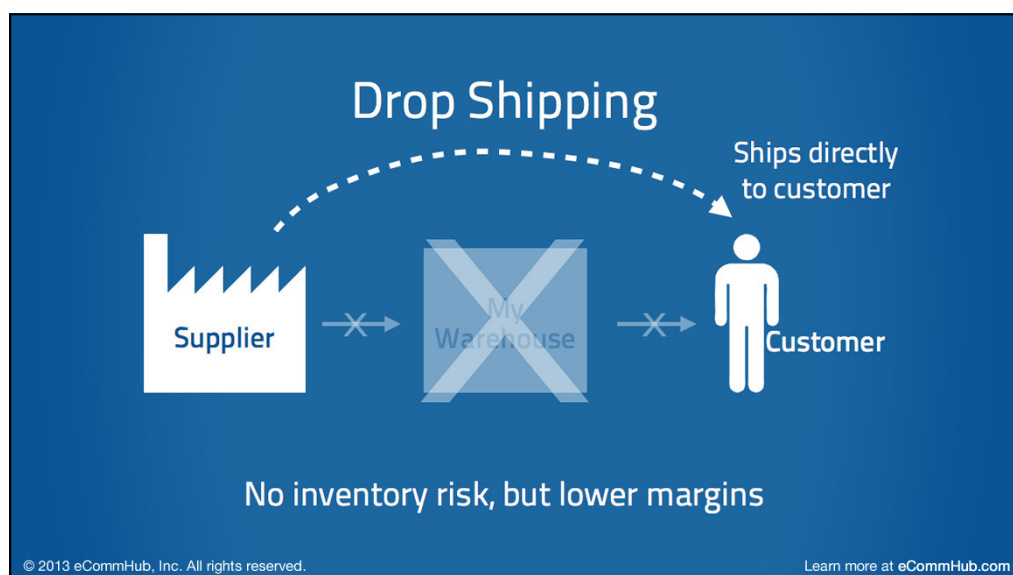 Drop Shipping
Ships directly
to customer
Supplier
My
Warehouse
Customer
No inventory risk, but lower margins
© 2013 eCommHub, Inc. All rights reserved.
Learn more at eCommHub.com